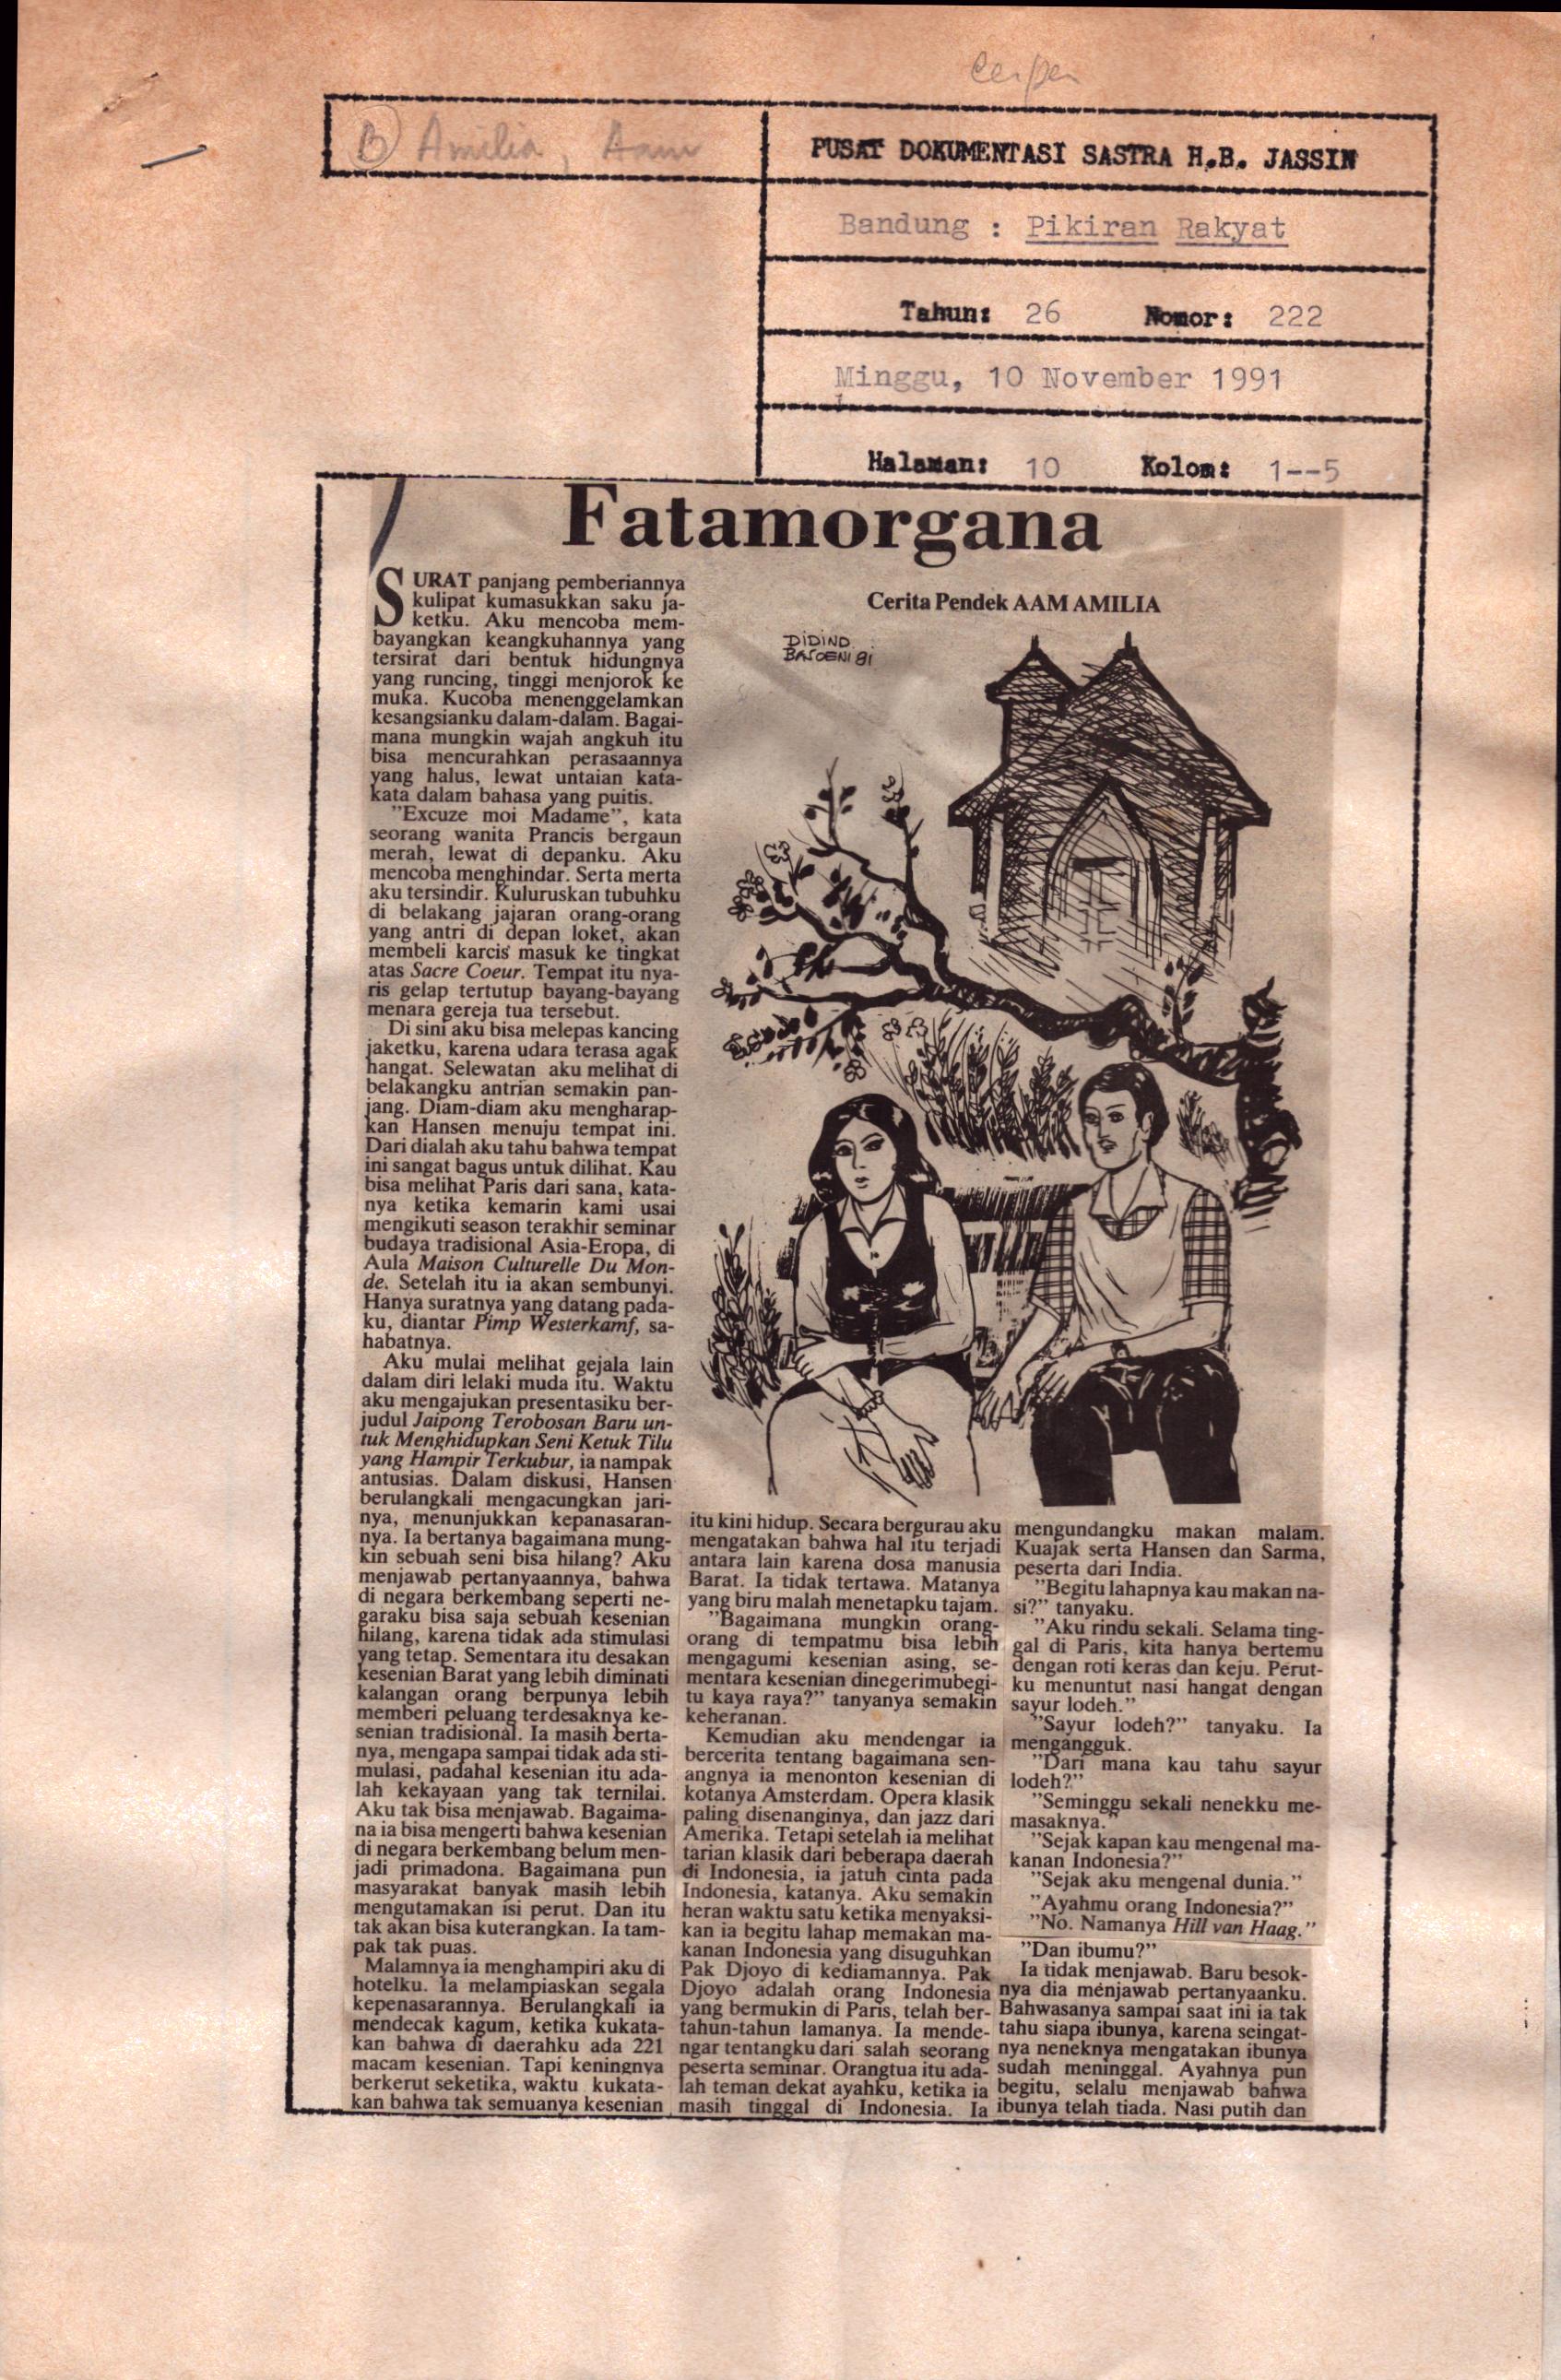 Cerpen
B Amilia, Aam
PUSAT DOKUMENTASI SASTRA H.B. JASSIN
Bandung : Pikiran Rakyat
Tahun: 26 Nomor: 222
Minggu, 10 November 1991
Halaman: 10 Kolom: 1--5
Fatamorgana
Cerita Pendek AAM AMILIA
DIDIND
BASOENI 91
SURAT panjang pemberiannya
kulipat kumasukkan saku ja-
ketku. Aku mencoba mem-
bayangkan keangkuhannya yang
tersirat dari bentuk hidungnya
yang runcing, tinggi menjorok ke
muka. Kucoba menenggelamkan
kesangsianku dalam-dalam. Bagai-
mana mungkin wajah angkuh itu
bisa mencurahkan perasaannya
yang halus, lewat untaian kata-
kata dalam bahasa yang puitis.
"Excuze moi Madame", kata
seorang wanita Prancis bergaun
merah, lewat di depanku. Aku
mencoba menghindar. Serta merta
aku tersindir. Kuluruskan tubuhku
di belakang jajaran orang-orang
yang antri di depan loket, akan
membeli karcis masuk ke tingkat
atas Sacre Coeur. Tempat itu nya-
ris gelap tertutup bayang-bayang
menara gereja tua tersebut.
Di sini aku bisa melepas kancing
jaketku, karena udara terasa agak
hangat. Selewatan aku melihat di
belakangku antrian semakin pan-
jang. Diam-diam aku mengharap-
kan Hansen menuju tempat ini.
Dari dialah aku tahu bahwa tempat
ini sangat bagus untuk dilihat. Kau
bisa melihat Paris dari sana, kata-
nya ketika kemarin kami usai
mengikuti season terakhir seminar
budaya tradisional Asia-Eropa, di
Aula Maison Culturelle Du Mon-
de. Setelah itu ia akan sembunyi.
Hanya suratnya yang datang pada-
ku, diantar Pimp Westerkamf, sa-
habatnya.
Aku mulai melihat gejala lain
dalam diri lelaki muda itu. Waktu
aku mengajukan presentasiku ber-
judul Jaipong Terobosan Baru un-
tuk Menghidupkan Seni Ketuk Tilu
yang Hampir Terkubur, ia nampak
antusias. Dalam diskusi, Hansen
berulangkali mengacungkan jari-
nya, menunjukkan kepanasaran-
nya. Ia bertanya bagaimana mung-
kin sebuah seni bisa hilang? Aku
menjawab pertanyaannya, bahwa
di negara berkembang seperti ne-
garaku bisa saja sebuah kesenian
hilang, karena tidak ada stimulasi
yang tetap. Sementara itu desakan
kesenian Barat yang lebih diminati
kalangan orang berpunya lebih
memberi peluang terdesaknya ke-
senian tradisional. Ia masih berta-
nya, mengapa sampai tidak ada sti-
mulasi, padahal kesenian itu ada-
lah kekayaan yang tak ternilai.
Aku tak bisa menjawab. Bagaima-
na ia bisa mengerti bahwa kesenian
di negara berkembang belum men-
jadi primadona. Bagaimana pun
masyarakat banyak masih lebih
mengutamakan isi perut. Dan itu
tak akan bisa kuterangkan. Ia tam-
pak tak puas.
Malamnya ia menghampiri aku di
hotelku. Ia melampiaskan segala
kepenasarannya. Berulangkali ia
mendecak kagum, ketika kukata-
kan bahwa di daerahku ada 221
macam kesenian. Tapi keningnya
berkerut seketika, waktu kukata-
kan bahwa tak semuanya kesenian
itu kini hidup. Secara bergurau aku
mengatakan bahwa hal itu terjadi
antara lain karena dosa manusia
Barat. Ia tidak tertawa. Matanya
yang biru malah menetapku tajam.
"Bagaimana mungkin orang-
orang di tempatmu bisa lebih
mengagumi kesenian asing, se-
mentara kesenian dinegerimubegi-
tu kaya raya?" tanyanya semakin
keheranan.
Kemudian aku mendengar ia
bercerita tentang bagaimana sen-
angnya ia menonton kesenian di
kotanya Amsterdam. Opera klasik
paling disenanginya, dan jazz dari
Amerika. Tetapi setelah ia melihat
tarian klasik dari beberapa daerah
di Indonesia, ia jatuh cinta pada
Indonesia, katanya. Aku semakin
heran waktu satu ketika menyaksi-
kan ia begitu lahap memakan ma-
kanan Indonesia yang disuguhkan
Pak Djoyo di kediamannya. Pak
Djoyo adalah orang Indonesia
yang bermukin di Paris, telah ber-
tahun-tahun lamanya. Ia mende-
ngar tentangku dari salah seorang
peserta seminar. Orangtua itu ada-
lah teman dekat ayahku, ketika ia
masih tinggal di Indonesia. Ia
mengundangku makan malam.
Kuajak serta Hansen dan Sarma,
peserta dari India.
"Begitu lahapnya kau makan na-
si?" tanyaku.
"Aku rindu sekali. Selama ting-
gal di Paris, kita hanya bertemu
dengan roti keras dan keju. Perut-
ku menuntut nasi hangat dengan
sayur lodeh."
"Sayur lodeh?" tanyaku. Ia
mengangguk.
"Dari mana kau tahu sayur
lodeh?"
"Seminggu sekali nenekku me-
masaknya."
"Sejak kapan kau mengenal ma-
kanan Indonesia?"
"Sejak aku mengenal dunia."
"Ayahmu orang Indonesia?"
"No. Namanya Hill van Haag."
"Dan ibumu?"
Ia tidak menjawab. Baru besok-
nya dia menjawab pertanyaanku.
Bahwasanya sampai saat ini ia tak
tahu siapa ibunya, karena seingat-
nya neneknya mengatakan ibunya
sudah meninggal. Ayahnya pun
begitu, selalu menjawab bahwa
ibunya telah tiada. Nasi putih dan